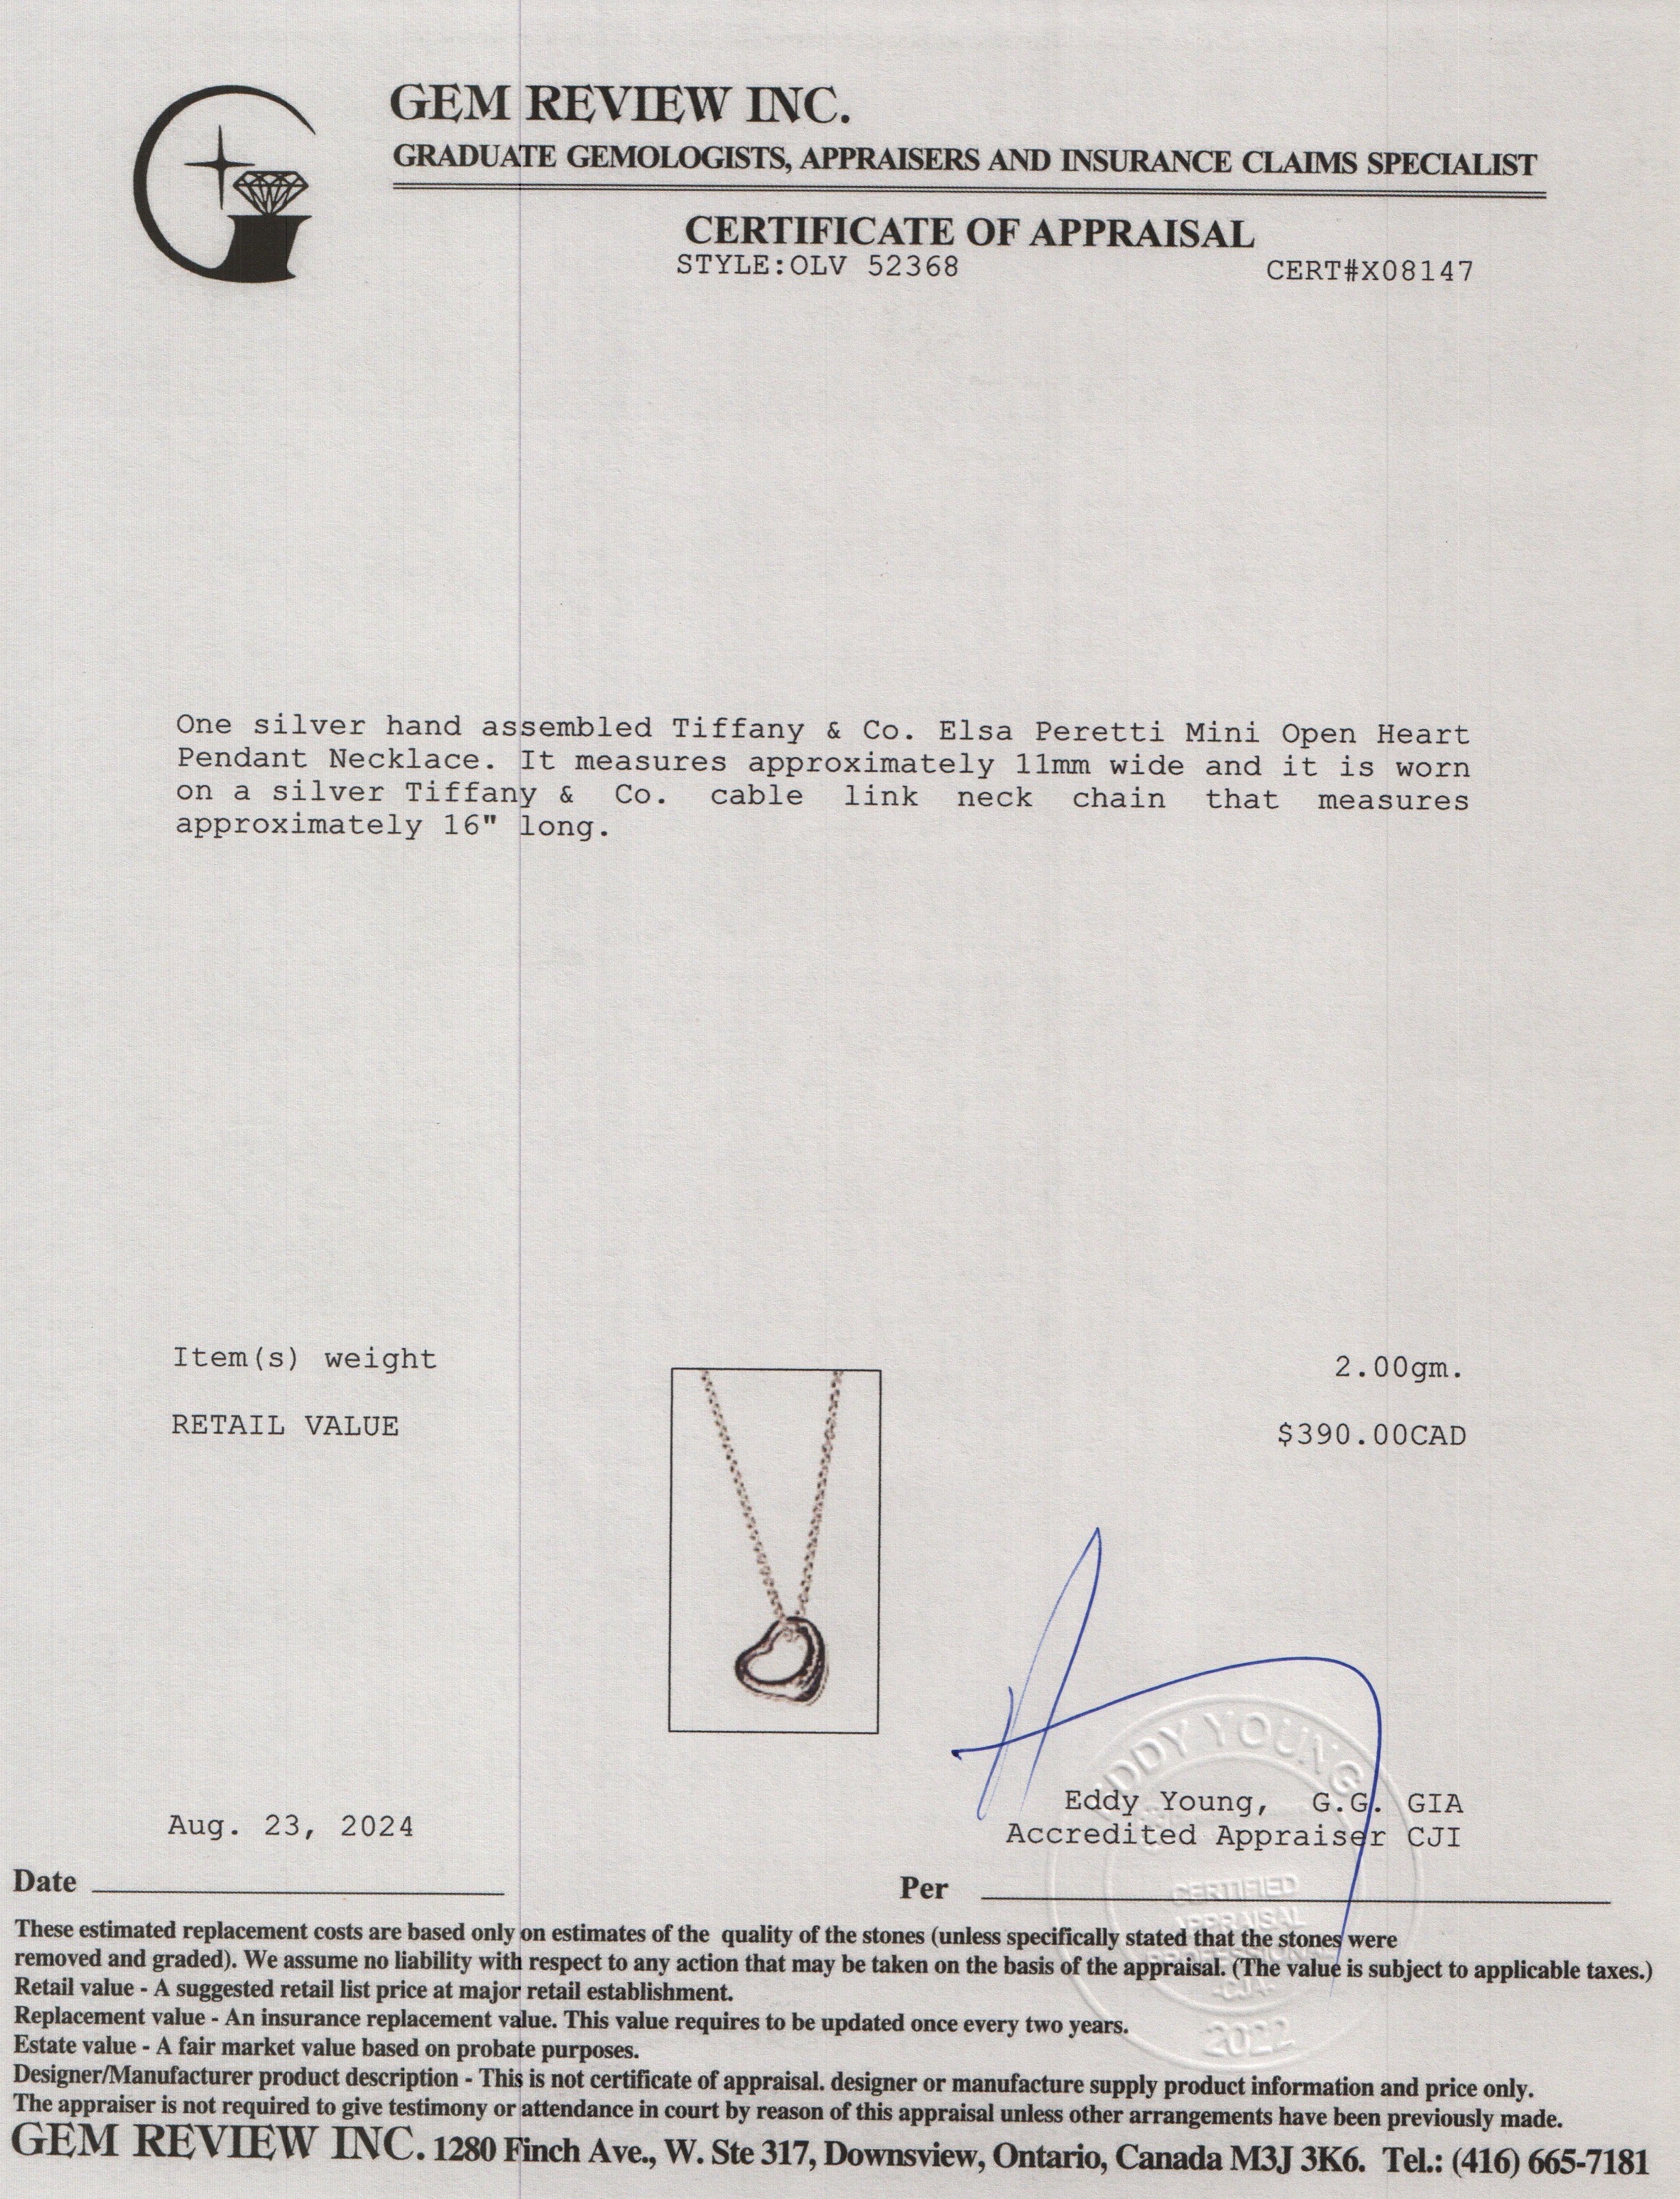 GEM REVIEW INC.
GRADUATE GEMOLOGISTS, APPRAISERS AND INSURANCE CLAIMS SPECIALIST
CERTIFICATE OF APPRAISAL
STYLE:OLV 52368
CERT#X08147
One silver hand assembled Tiffany & Co. Elsa Peretti Mini Open Heart
Pendant Necklace. It measures approximately 11mm wide and it is worn
on a silver Tiffany & Co. cable link neck chain that measures
approximately 16" long.
Item(s) weight 2.00gm.
RETAIL VALUE $390.00CAD
EDDY YOUNG
Eddy Young, G.G. GIA
Aug. 23, 2024
Accredited Appraiser CJI
Date
Per
CERTIFIED
APPRAISAL
PROFESSIONAL
-CJA-
2022
These estimated replacement costs are based only on estimates of the quality of the stones (unless specifically stated that the stones were
removed and graded). We assume no liability with respect to any action that may be taken on the basis of the appraisal. (The value is subject to applicable taxes.)
Retail value - A suggested retail list price at major retail establishment.
Replacement value - An insurance replacement value. This value requires to be updated once every two years.
Estate value - A fair market value based on probate purposes.
Designer/Manufacturer product description - This is not certificate of appraisal. designer or manufacture supply product information and price only.
The appraiser is not required to give testimony or attendance in court by reason of this appraisal unless other arrangements have been previously made.
GEM REVIEW INC. 1280 Finch Ave., W. Ste 317, Downsview, Ontario, Canada M3J 3K6. Tel.: (416) 665-7181